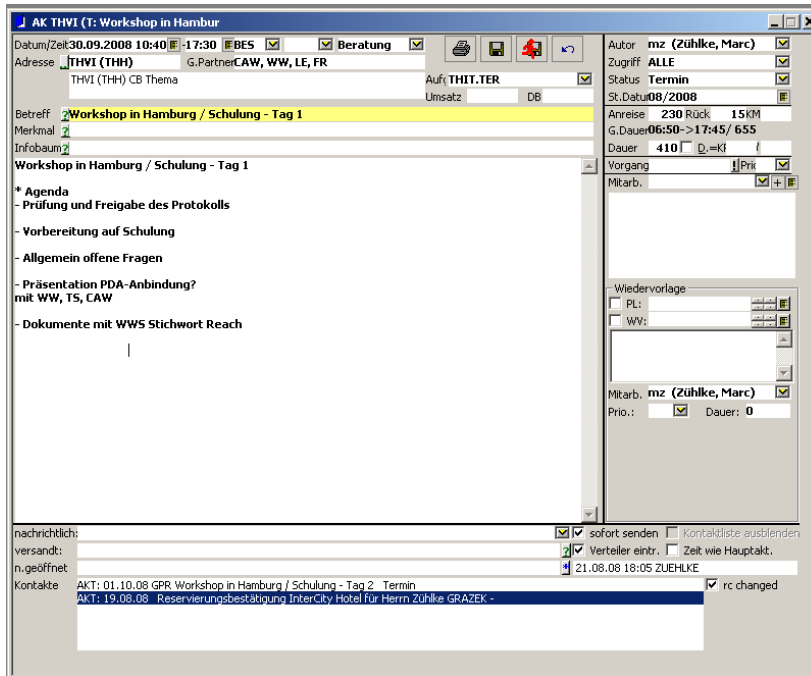 AK THVI (T: Workshop in Hambur
Datum/Zeit 30.09.2008 10:40 -17:30 BES Beratung
Adresse THVI (THH) G.Partner CAW, WW, LE, FR
THVI (THH) CB Thema Auf( THIT.TER
Umsatz DB
Betreff ? Workshop in Hamburg / Schulung - Tag 1
Merkmal ?
Infobaum ?
Workshop in Hamburg / Schulung - Tag 1
* Agenda
- Prüfung und Freigabe des Protokolls
- Vorbereitung auf Schulung
- Allgemein offene Fragen
- Präsentation PDA-Anbindung?
mit WW, TS, CAW
- Dokumente mit WWS Stichwort Reach
Autor mz (Zühlke, Marc)
Zugriff ALLE
Status Termin
St.Datu 08/2008
Anreise 230 Rück 15 KM
G.Dauer 06:50->17:45/ 655
Dauer 410 D.=KF /
Vorgang ! Pric
Mitarb. +
Wiedervorlage
PL:
WV:
Mitarb. mz (Zühlke, Marc)
Prio.: Dauer: 0
nachrichtlich: sofort senden Kontaktliste ausblenden
versandt: ? Verteiler eintr. Zeit wie Hauptakt.
n.geöffnet * 21.08.08 18:05 ZUEHLKE
Kontakte AKT: 01.10.08 GPR Workshop in Hamburg / Schulung - Tag 2 Termin rc changed
AKT: 19.08.08 Reservierungsbestätigung InterCity Hotel für Herrn Zühlke GRAZEK -